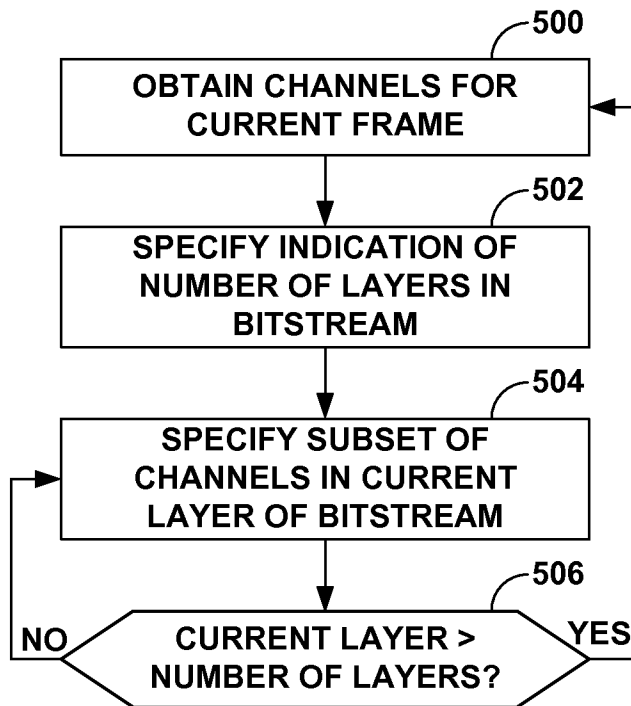 500
OBTAIN CHANNELS FOR
CURRENT FRAME
502
SPECIFY INDICATION OF
NUMBER OF LAYERS IN
BITSTREAM
504
SPECIFY SUBSET OF
CHANNELS IN CURRENT
LAYER OF BITSTREAM
506
NO
CURRENT LAYER >
NUMBER OF LAYERS?
YES